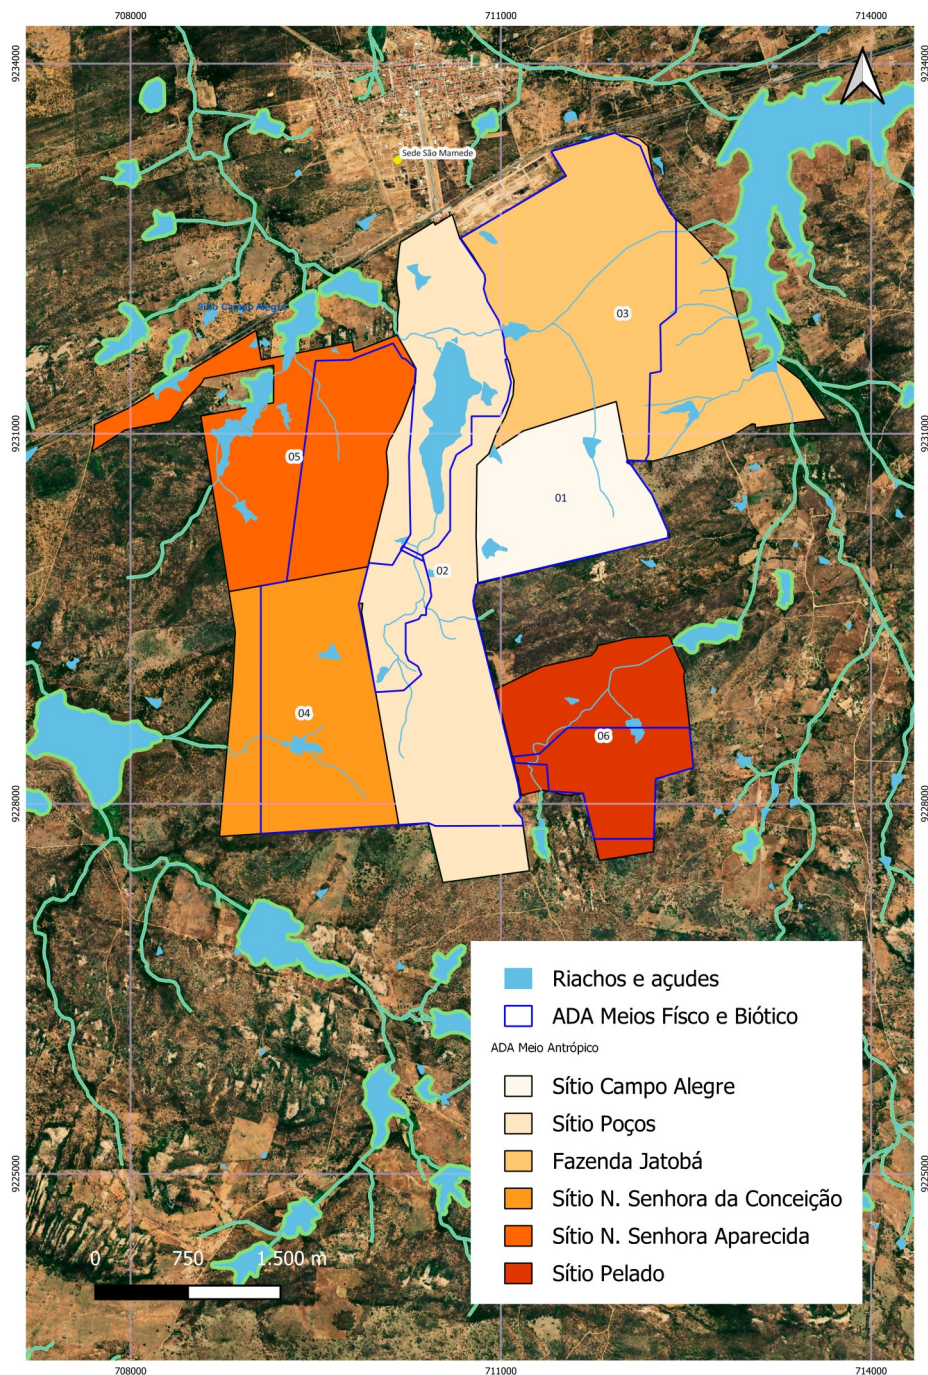 708000
711000
714000
9234000
9234000
Sede São Mamede
Sítio Campo Alegre
03
9231000
9231000
05
01
02
04
06
9228000
9228000
Riachos e açudes
ADA Meios Físco e Biótico
ADA Meio Antrópico
Sítio Campo Alegre
Sítio Poços
Fazenda Jatobá
Sítio N. Senhora da Conceição
Sítio N. Senhora Aparecida
Sítio Pelado
9225000
9225000
0 750 1.500 m
708000
711000
714000